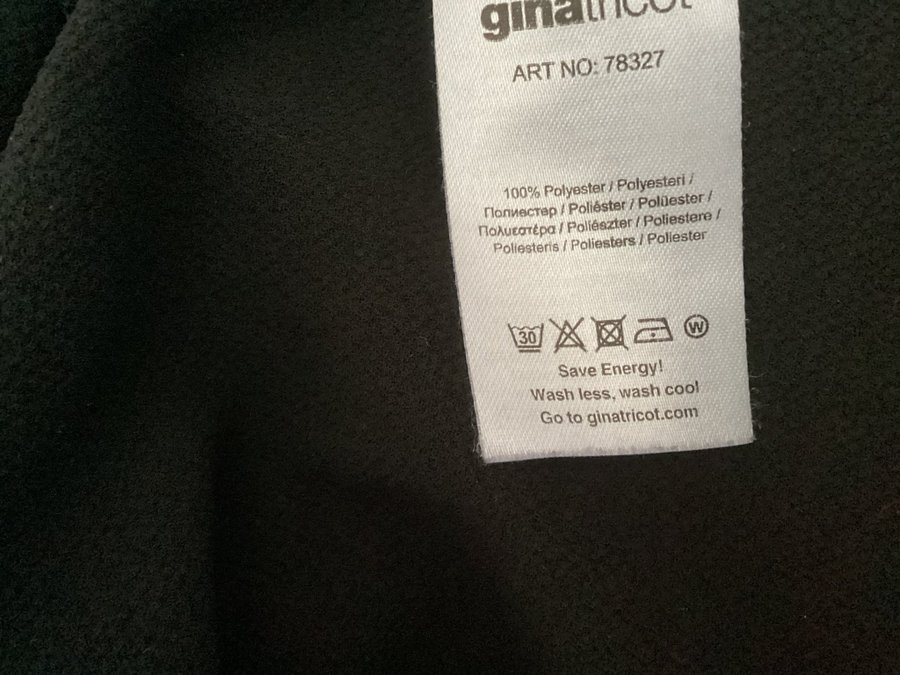 ginatricot
ART NO: 78327
100% Polyester / Polyesteri /
Полиестер / Poliéster / Polüester /
Πολυεστέρα / Poliészter / Poliestere /
Poliesteris / Poliesters / Poliester
30
W
Save Energy!
Wash less, wash cool
Go to ginatricot.com